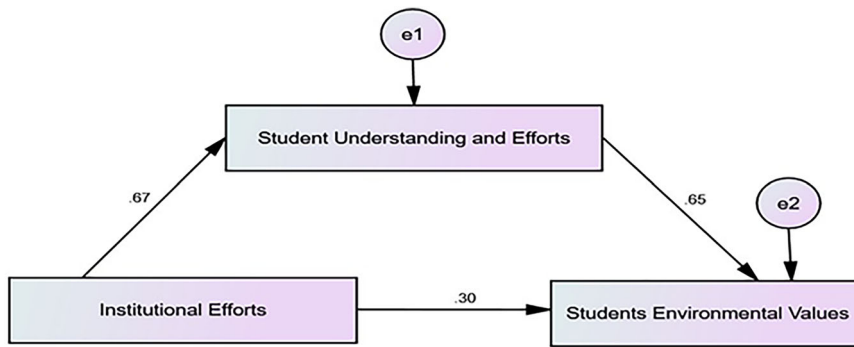 e1
Student Understanding and Efforts
.67
.65
e2
Institutional Efforts
.30
Students Environmental Values